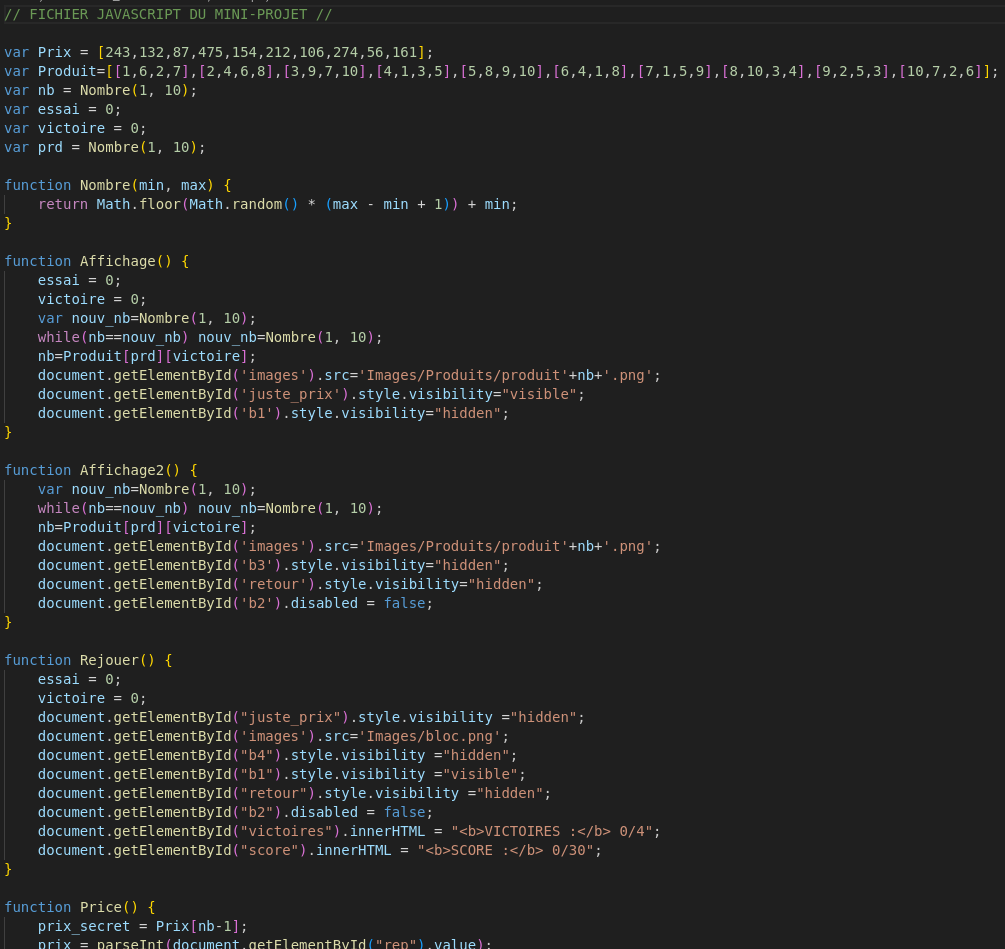 // FICHIER JAVASCRIPT DU MINI-PROJET //
var Prix = [243,132,87,475,154,212,106,274,56,161];
var Produit=[[1,6,2,7],[2,4,6,8],[3,9,7,10],[4,1,3,5],[5,8,9,10],[6,4,1,8],[7,1,5,9],[8,10,3,4],[9,2,5,3],[10,7,2,6]];
var nb = Nombre(1, 10);
var essai = 0;
var victoire = 0;
var prd = Nombre(1, 10);
function Nombre(min, max) {
    return Math.floor(Math.random() * (max - min + 1)) + min;
}
function Affichage() {
    essai = 0;
    victoire = 0;
    var nouv_nb=Nombre(1, 10);
    while(nb==nouv_nb) nouv_nb=Nombre(1, 10);
    nb=Produit[prd][victoire];
    document.getElementById('images').src='Images/Produits/produit'+nb+'.png';
    document.getElementById('juste_prix').style.visibility="visible";
    document.getElementById('b1').style.visibility="hidden";
}
function Affichage2() {
    var nouv_nb=Nombre(1, 10);
    while(nb==nouv_nb) nouv_nb=Nombre(1, 10);
    nb=Produit[prd][victoire];
    document.getElementById('images').src='Images/Produits/produit'+nb+'.png';
    document.getElementById('b3').style.visibility="hidden";
    document.getElementById('retour').style.visibility="hidden";
    document.getElementById('b2').disabled = false;
}
function Rejouer() {
    essai = 0;
    victoire = 0;
    document.getElementById("juste_prix").style.visibility ="hidden";
    document.getElementById('images').src='Images/bloc.png';
    document.getElementById("b4").style.visibility ="hidden";
    document.getElementById("b1").style.visibility ="visible";
    document.getElementById("retour").style.visibility ="hidden";
    document.getElementById("b2").disabled = false;
    document.getElementById("victoires").innerHTML = "<b>VICTOIRES :</b> 0/4";
    document.getElementById("score").innerHTML = "<b>SCORE :</b> 0/30";
}
function Price() {
    prix_secret = Prix[nb-1];
    prix = parseInt(document.getElementById("rep").value);